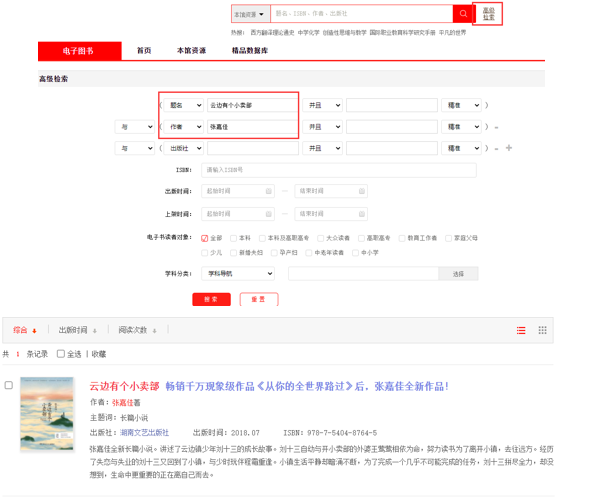 本馆资源 题名、ISBN、作者、出版社 高级检索
热搜： 西方翻译理论通史 中华化学 创造性思维与教学 国际职业教育科学研究手册 平凡的世界
电子图书 首页 本馆资源 精品数据库
高级检索
( 题名 云边有个小卖部 并且 精准 )
与 ( 作者 张嘉佳 并且 精准 ) -
与 ( 出版社 并且 精准 ) - +
ISBN: 请输入ISBN号
出版时间: 起始时间 — 结束时间
上架时间: 起始时间 — 结束时间
电子书读者对象: 全部 本科 本科及高职高专 大众读者 高职高专 教育工作者 家庭父母
少儿 新婚夫妇 孕产妇 中老年读者 中小学
学科分类: 学科导航 选择
检索 重置
综合 出版时间 阅读次数
共 1 条记录 全选 | 收藏
云边有个小卖部 畅销千万现象级作品《从你的全世界路过》后，张嘉佳全新作品！
作者：张嘉佳著
主题词：长篇小说
出版社：湖南文艺出版社 出版时间：2018.07 ISBN：978-7-5404-8764-5
张嘉佳全新长篇小说。讲述了云边镇少年刘十三的成长故事。刘十三自幼与开小卖部的外婆王莺莺相依为命，努力读书为了离开小镇，去往远方。经历
了失恋与失业的刘十三又回到了小镇，与少时玩伴程霜重逢。小镇生活平静却暗涌不断，为了完成一个几乎不可能完成的任务，刘十三拼尽全力，却没
想到，生命中更重要的正在离自己而去。